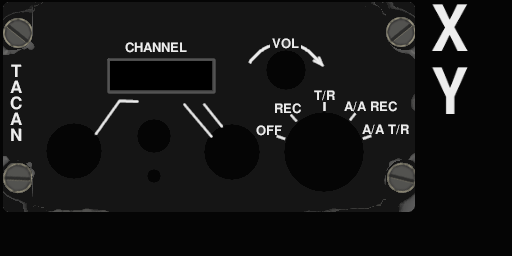 CHANNEL
VOL
TACAN
OFF
REC
T/R
A/A REC
A/A T/R
X
Y